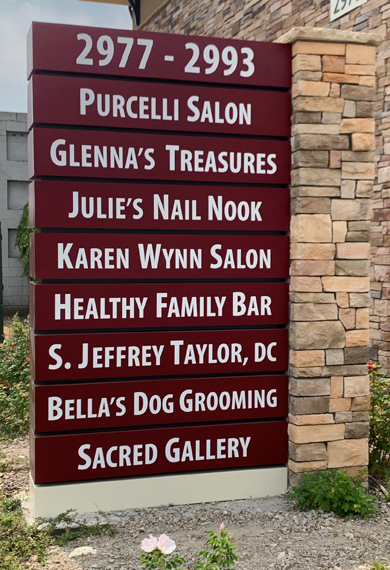 2977 - 2993
PURCELLI SALON
GLENNA'S TREASURES
JULIE'S NAIL NOOK
KAREN WYNN SALON
HEALTHY FAMILY BAR
S. JEFFREY TAYLOR, DC
BELLA'S DOG GROOMING
SACRED GALLERY